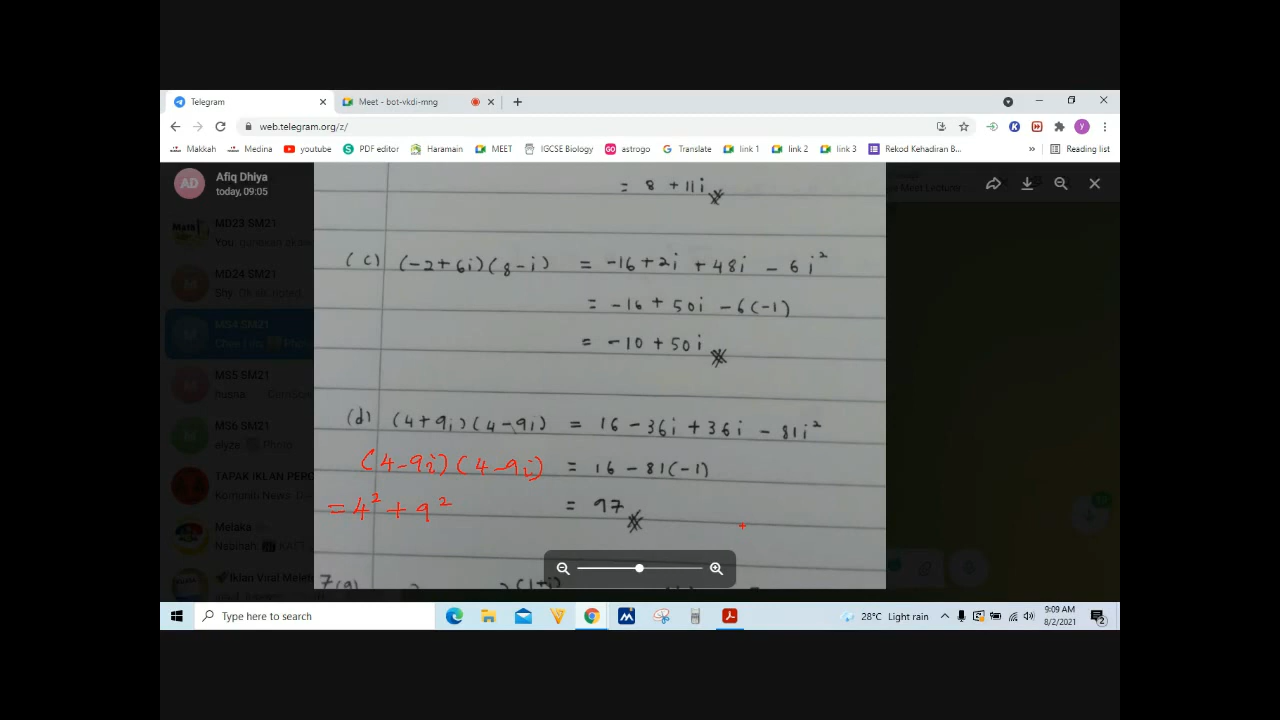 Telegram
Meet - bot-vkdi-mng
web.telegram.org/z/
Makkah Medina youtube PDF editor Haramain MEET IGCSE Biology astrogo Translate link 1 link 2 link 3 Rekod Kehadiran B... » Reading list
AD Afiq Dhiya
today, 09:05
MD23 SM21
MD24 SM21
MS4 SM21
MS5 SM21
MS6 SM21
TAPAK IKLAN PERC
Melaka
= 8 + 11i
(c) (-2+6i)(8-i) = -16+2i +48i - 6i²
= -16 + 50i - 6(-1)
= -10 + 50i
(d) (4+9i)(4-9i) = 16 - 36i + 36i - 81i²
(4-9i)(4-9i) = 16 - 81(-1)
= 4² + 9² = 97
7(a)
Type here to search
28°C Light rain
9:09 AM
8/2/2021